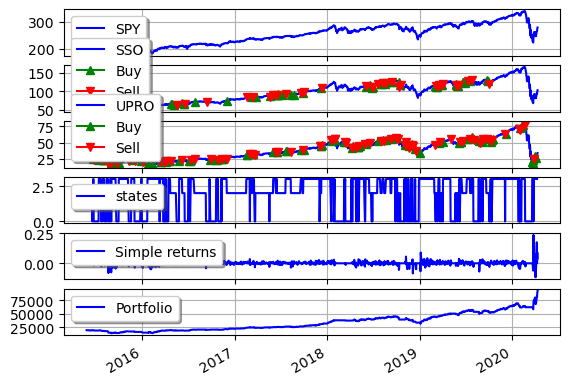 300
200
SPY
150
100
50
SSO
Buy
Sell
75
50
25
UPRO
Buy
Sell
2.5
0.0
states
0.25
0.00
Simple returns
75000
50000
25000
Portfolio
2016 2017 2018 2019 2020